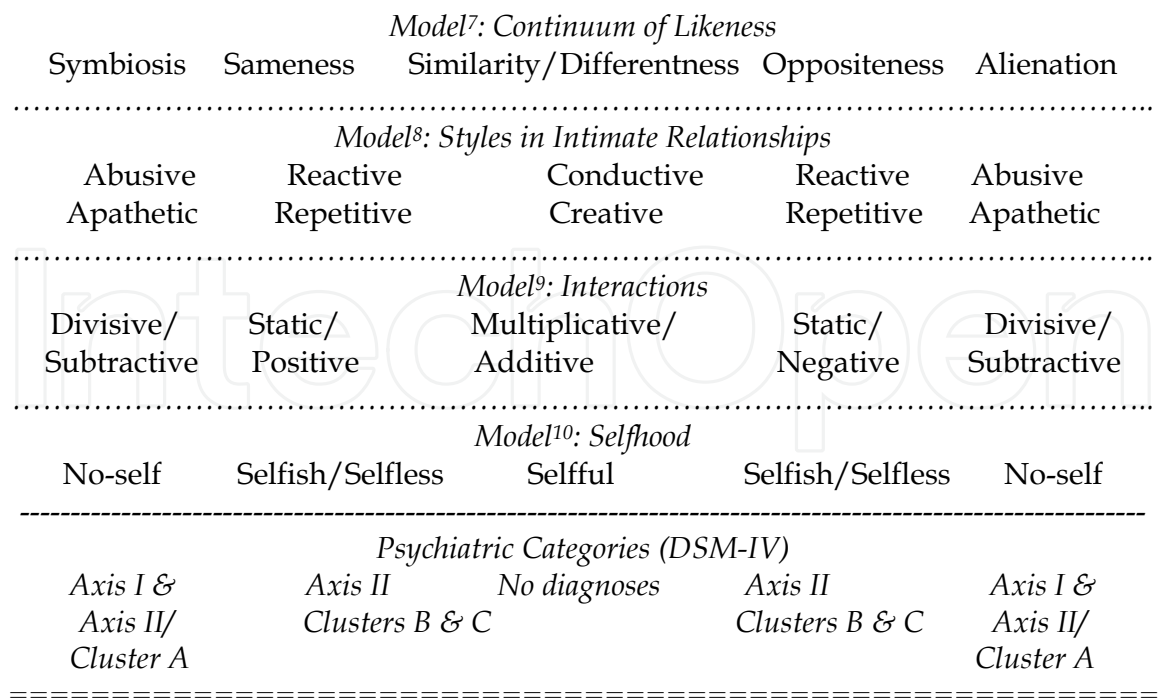 Model⁷: Continuum of Likeness
Symbiosis Sameness Similarity/Differentness Oppositeness Alienation
………………………………………………………………………………………………..
Model⁸: Styles in Intimate Relationships
Abusive Reactive Conductive Reactive Abusive
Apathetic Repetitive Creative Repetitive Apathetic
………………………………………………………………………………………………...
Model⁹: Interactions
Divisive/ Static/ Multiplicative/ Static/ Divisive/
Subtractive Positive Additive Negative Subtractive
………………………………………………………………………………………………...
IntechOpen
Model¹⁰: Selfhood
No-self Selfish/Selfless Selfful Selfish/Selfless No-self
----------------------------------------------------------------------------------------------------------------
Psychiatric Categories (DSM-IV)
Axis I & Axis II No diagnoses Axis II Axis I &
Axis II/ Clusters B & C Clusters B & C Axis II/
Cluster A Cluster A
==========================================================